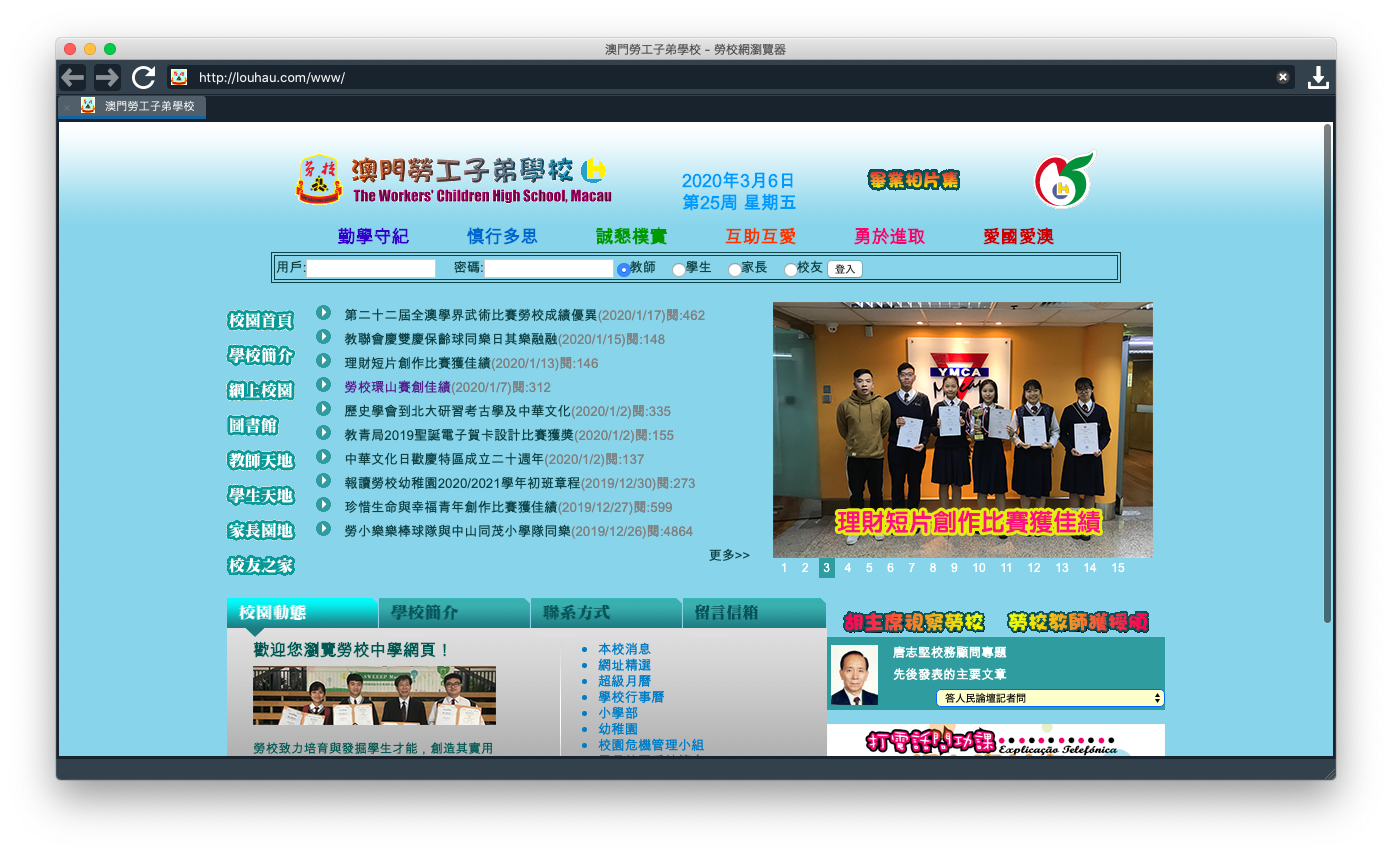 澳門勞工子弟學校 - 勞校網瀏覽器
http://louhau.com/www/
澳門勞工子弟學校
勞校
澳門勞工子弟學校
The Workers' Children High School, Macau
2020年3月6日
第25周 星期五
畢業相片集
勤學守紀 慎行多思 誠懇樸實 互助互愛 勇於進取 愛國愛澳
用戶: 密碼: 教師 學生 家長 校友 登入
校園首頁
學校簡介
網上校園
圖書館
教師天地
學生天地
家長園地
校友之家
第二十二屆全澳學界武術比賽勞校成績優異(2020/1/17)閱:462
教聯會慶雙慶保齡球同樂日其樂融融(2020/1/15)閱:148
理財短片創作比賽獲佳績(2020/1/13)閱:146
勞校環山賽創佳績(2020/1/7)閱:312
歷史學會到北大研習考古學及中華文化(2020/1/2)閱:335
教青局2019聖誕電子賀卡設計比賽獲獎(2020/1/2)閱:155
中華文化日歡慶特區成立二十週年(2020/1/2)閱:137
報讀勞校幼稚園2020/2021學年初班章程(2019/12/30)閱:273
珍惜生命與幸福青年創作比賽獲佳績(2019/12/27)閱:599
勞小樂樂棒球隊與中山同茂小學隊同樂(2019/12/26)閱:4864
更多>>
YMCA
Macau
理財短片創作比賽獲佳績
1 2 3 4 5 6 7 8 9 10 11 12 13 14 15
校園動態 學校簡介 聯系方式 留言信箱
歡迎您瀏覽勞校中學網頁！
勞校致力培育與發掘學生才能，創造其實用
本校消息
網址精選
超級月曆
學校行事曆
小學部
幼稚園
校園危機管理小組
胡主席視察勞校 勞校教師獲授頒
唐志堅校務顧問專題
先後發表的主要文章
答人民論壇記者問
打電話問功課
Explicação Telefónica